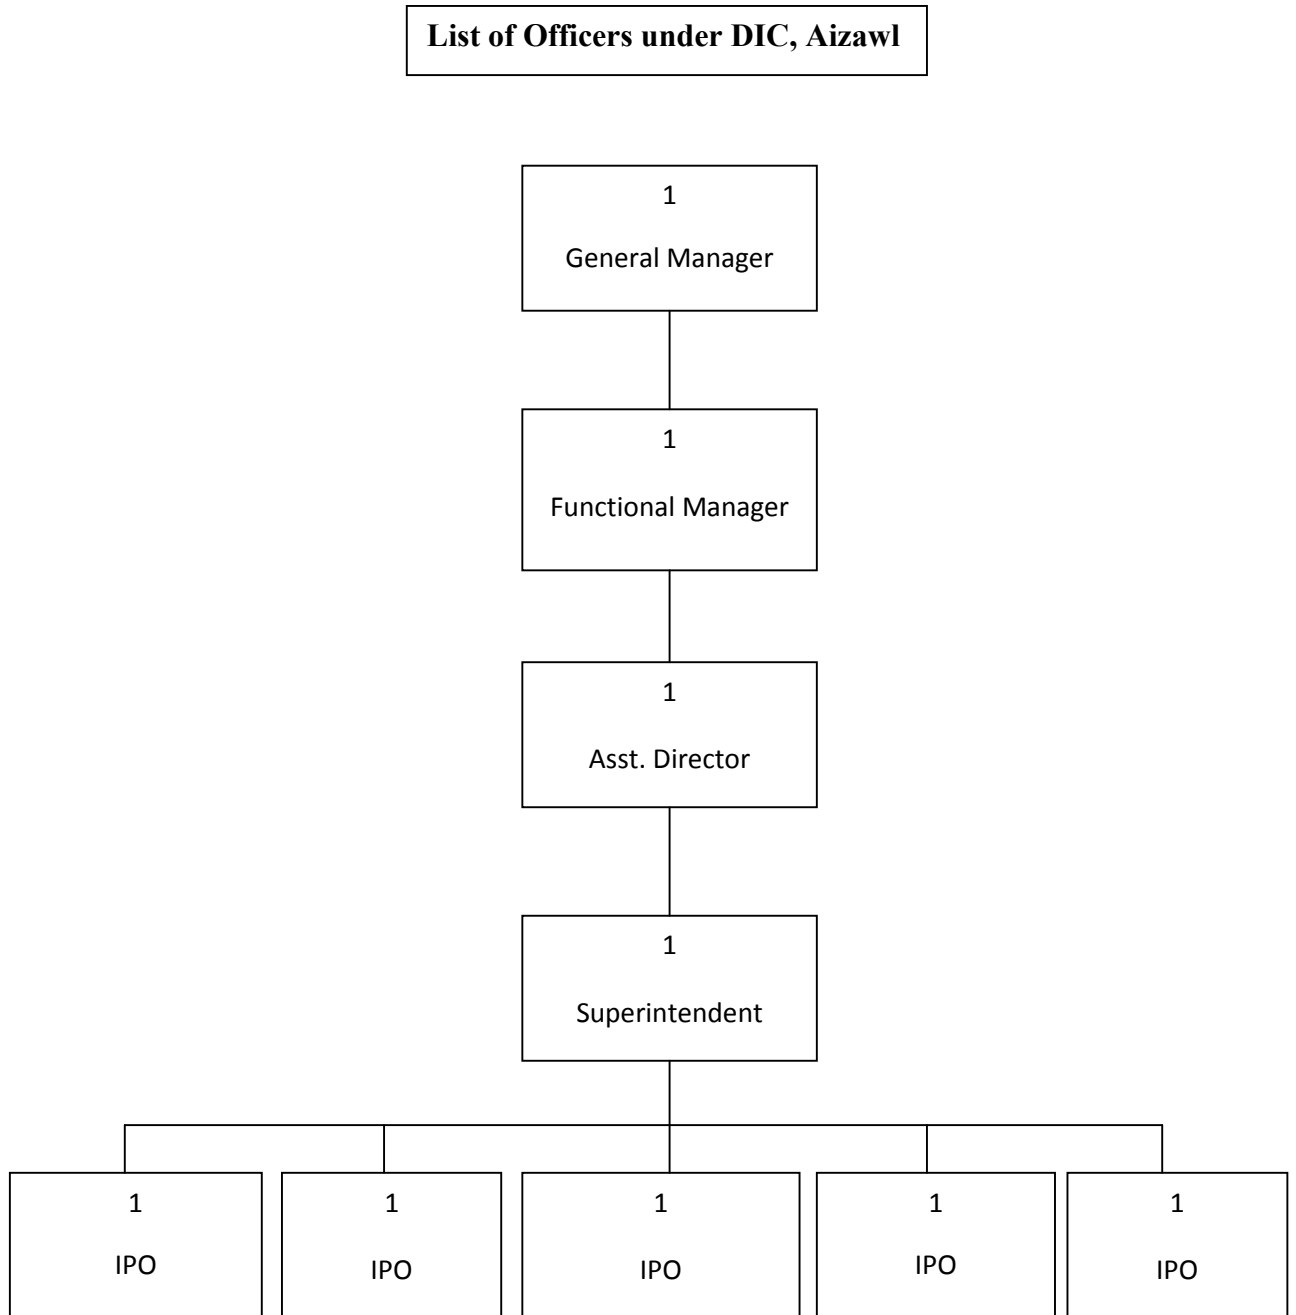 List of Officers under DIC, Aizawl
1
General Manager
1
Functional Manager
1
Asst. Director
1
Superintendent
1
IPO
1
IPO
1
IPO
1
IPO
1
IPO